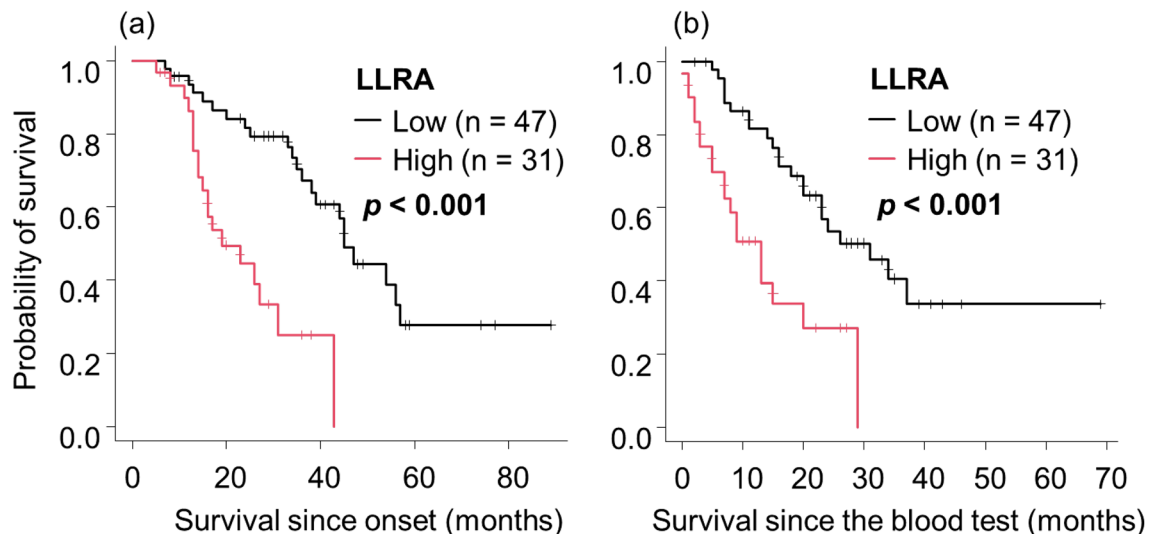 (a)
Probability of survival
1.0
0.8
0.6
0.4
0.2
0.0
LLRA
Low (n = 47)
High (n = 31)
p < 0.001
0 20 40 60 80
Survival since onset (months)
(b)
1.0
0.8
0.6
0.4
0.2
0.0
LLRA
Low (n = 47)
High (n = 31)
p < 0.001
0 10 20 30 40 50 60 70
Survival since the blood test (months)